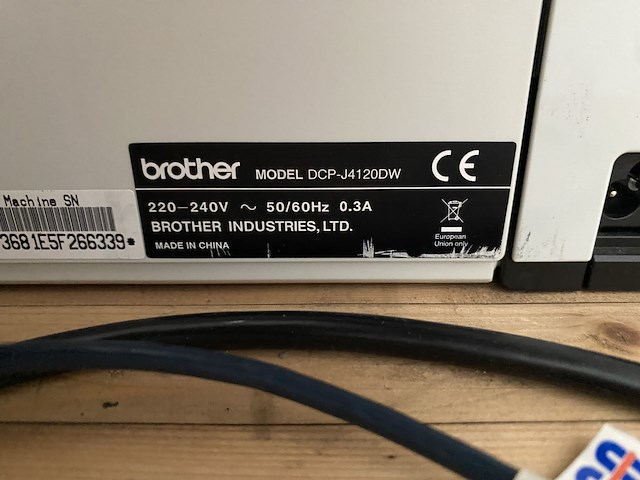 brother MODEL DCP-J4120DW CE
Machine SN
220–240V ~ 50/60Hz 0.3A
BROTHER INDUSTRIES, LTD.
3681E5F266339*
MADE IN CHINA
European
Union only